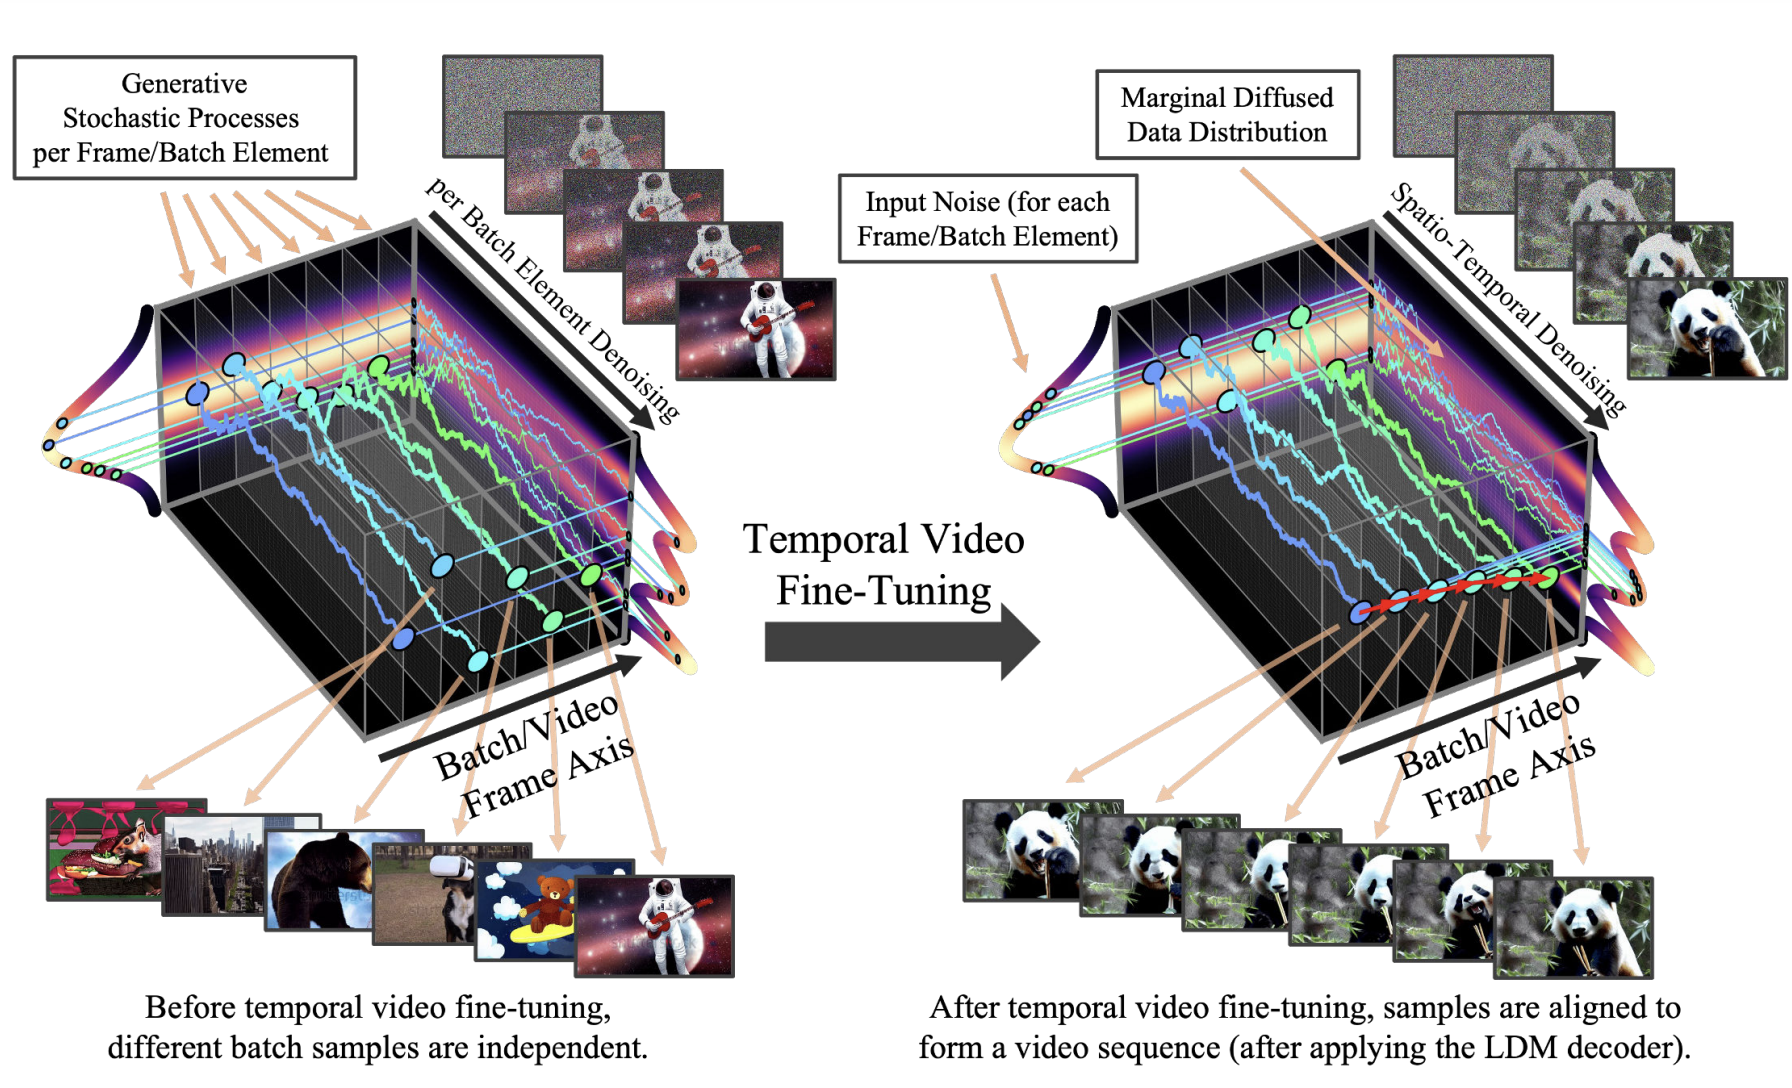 Generative
Stochastic Processes
per Frame/Batch Element
per Batch Element Denoising
Input Noise (for each
Frame/Batch Element)
Marginal Diffused
Data Distribution
Spatio-Temporal Denoising
Temporal Video
Fine-Tuning
Batch/Video
Frame Axis
Batch/Video
Frame Axis
Before temporal video fine-tuning,
different batch samples are independent.
After temporal video fine-tuning, samples are aligned to
form a video sequence (after applying the LDM decoder).